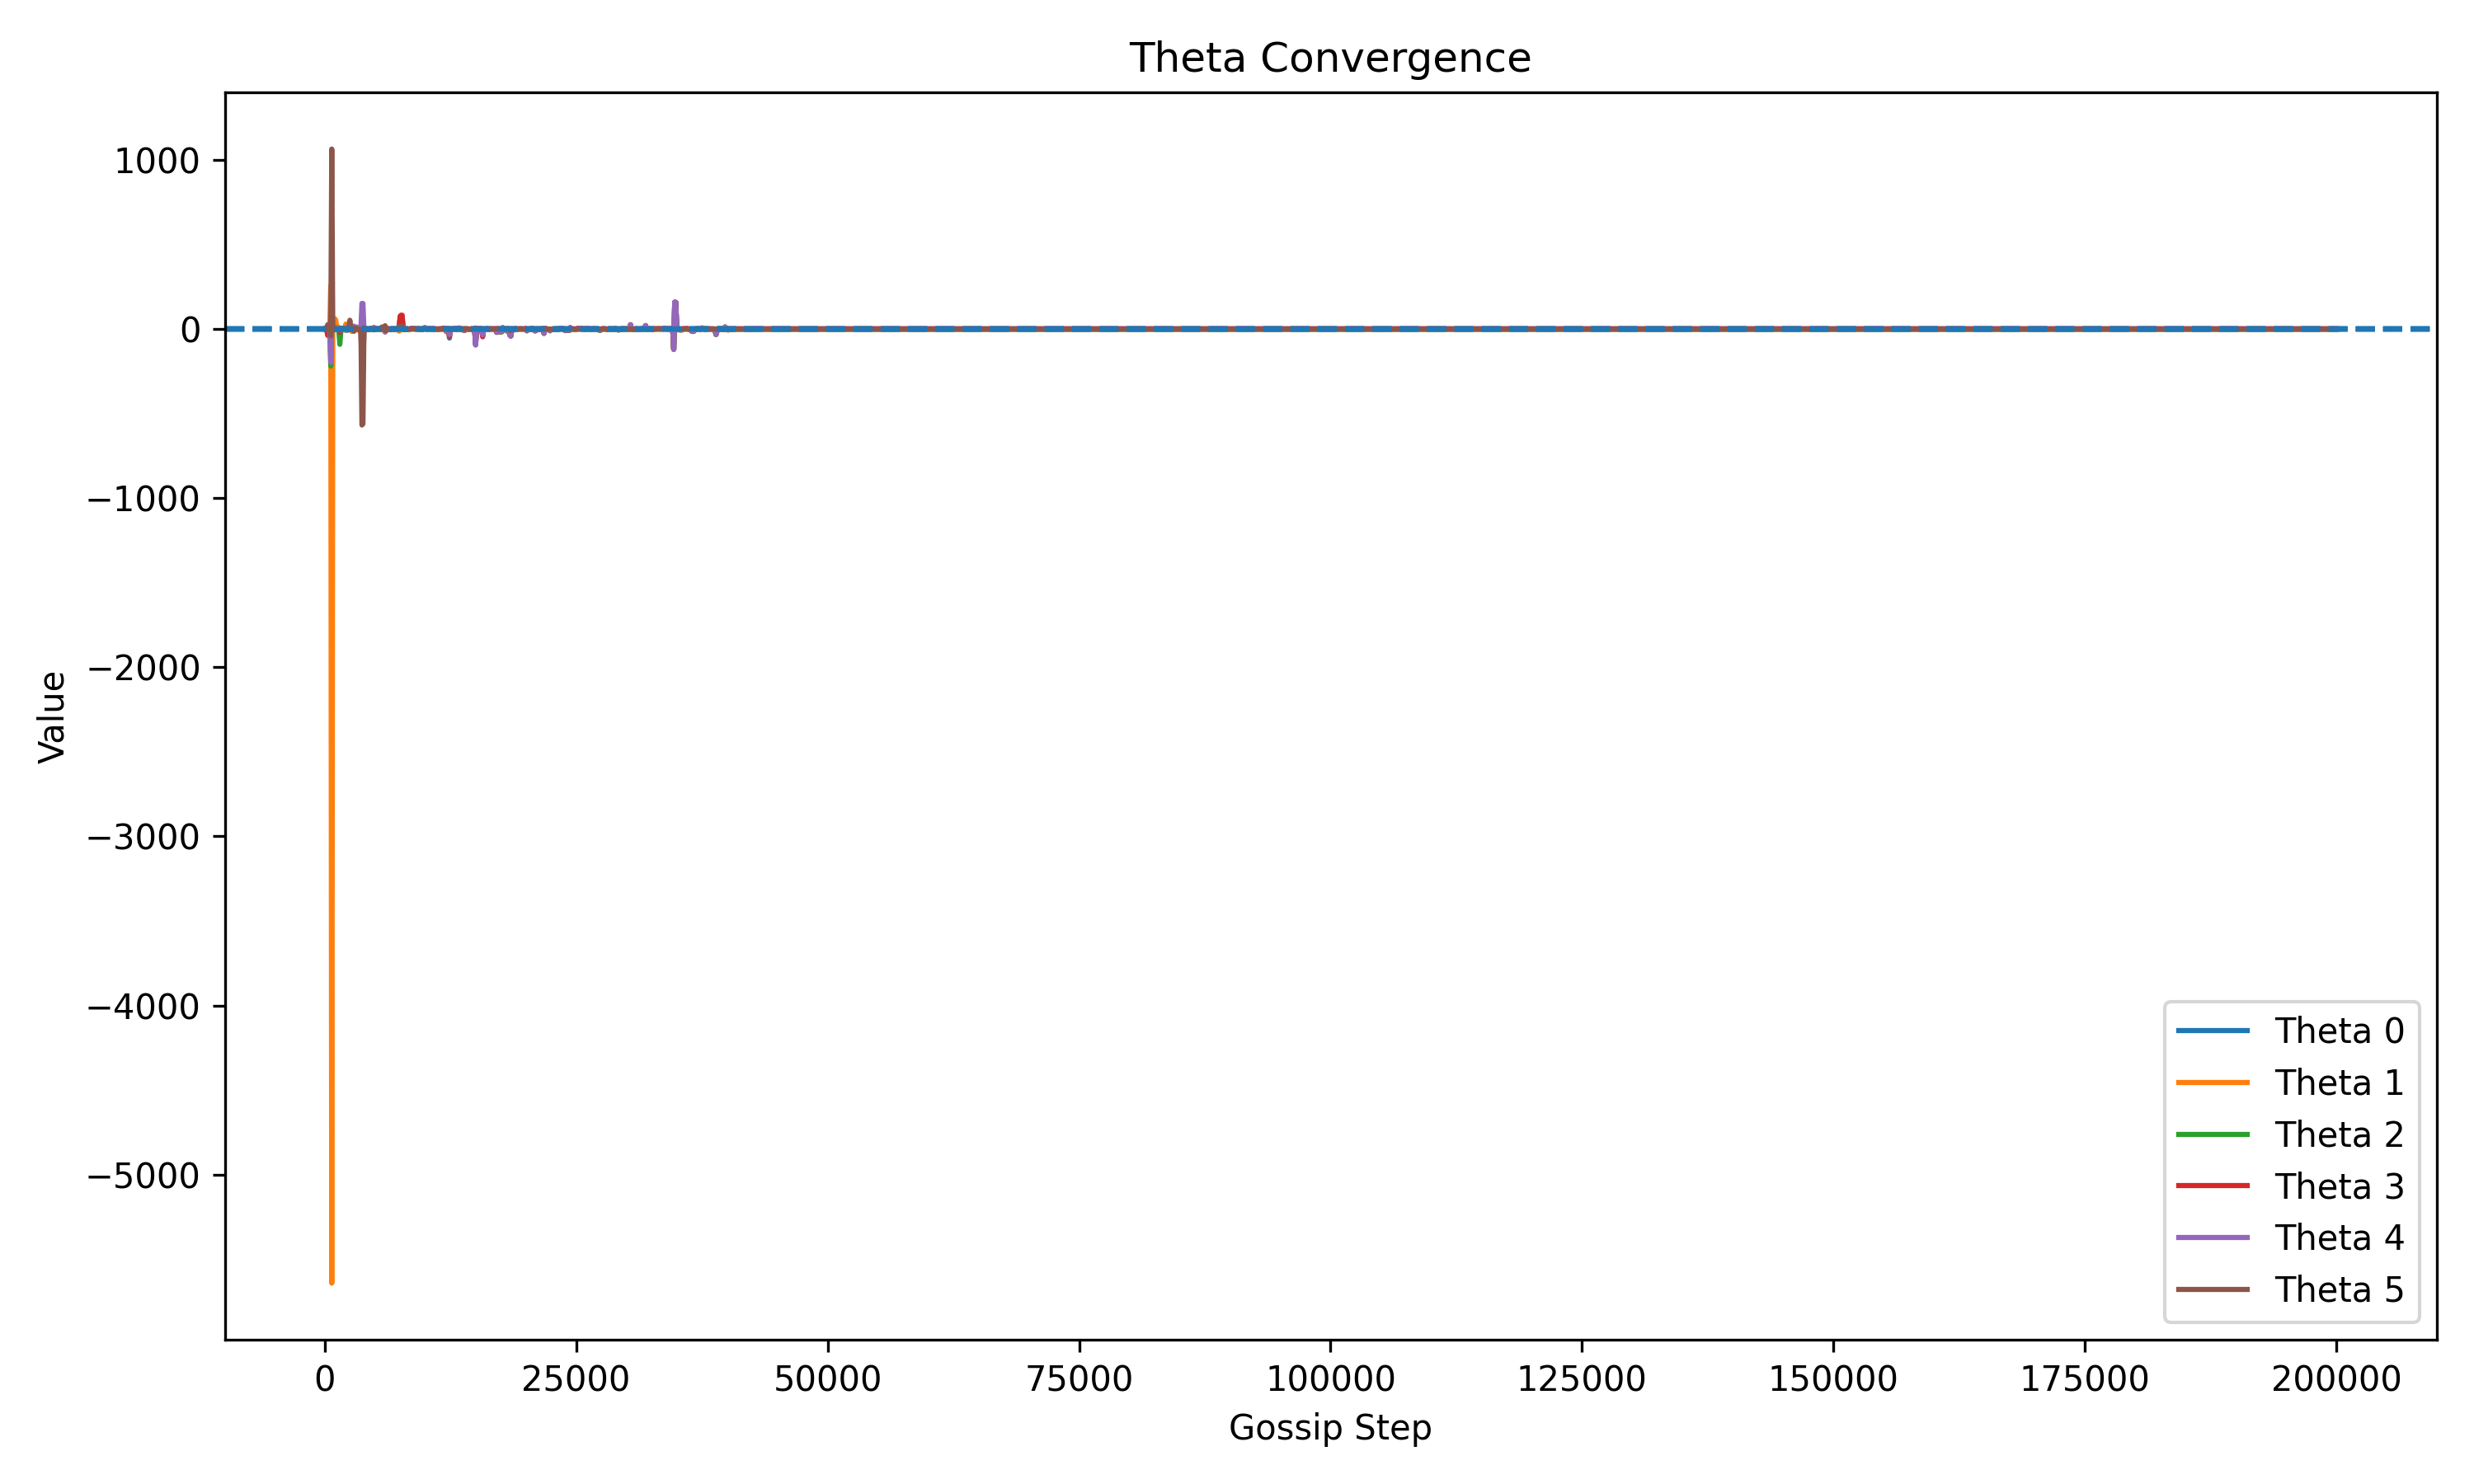 Theta Convergence
1000
0
−1000
−2000
−3000
−4000
−5000
Value
0 25000 50000 75000 100000 125000 150000 175000 200000
Gossip Step
Theta 0
Theta 1
Theta 2
Theta 3
Theta 4
Theta 5